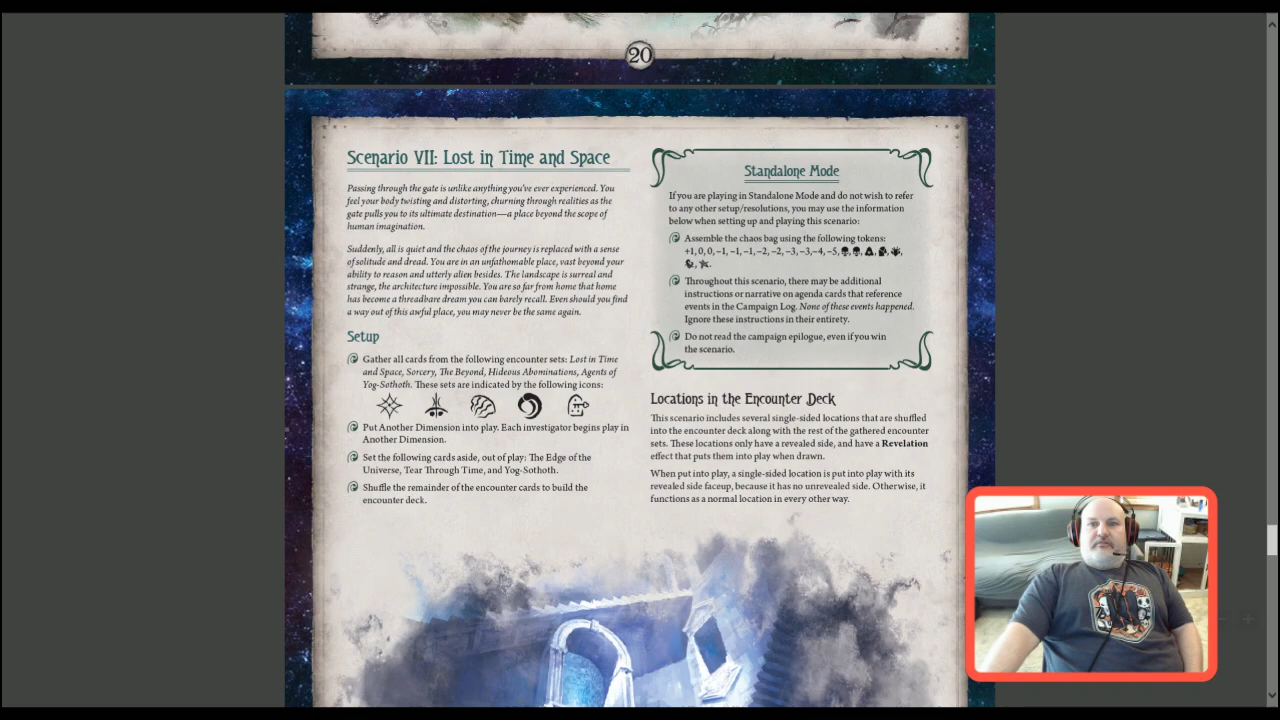 20
Scenario VII: Lost in Time and Space
Passing through the gate is unlike anything you've ever experienced. You
feel your body twisting and distorting, churning through realities as the
gate pulls you to its ultimate destination—a place beyond the scope of
human imagination.
Suddenly, all is quiet and the chaos of the journey is replaced with a sense
of solitude and dread. You are in an unfathomable place, vast beyond your
ability to reason and utterly alien besides. The landscape is surreal and
strange, the architecture impossible. You are so far from home that home
has become a threadbare dream you can barely recall. Even should you find
a way out of this awful place, you may never be the same again.
Setup
Gather all cards from the following encounter sets: Lost in Time
and Space, Sorcery, The Beyond, Hideous Abominations, Agents of
Yog-Sothoth. These sets are indicated by the following icons:
Put Another Dimension into play. Each investigator begins play in
Another Dimension.
Set the following cards aside, out of play: The Edge of the
Universe, Tear Through Time, and Yog-Sothoth.
Shuffle the remainder of the encounter cards to build the
encounter deck.
Standalone Mode
If you are playing in Standalone Mode and do not wish to refer
to any other setup/resolutions, you may use the information
below when setting up and playing this scenario:
Assemble the chaos bag using the following tokens:
+1, 0, 0, –1, –1, –1, –2, –2, –3, –3, –4, –5, , , , , ,
, .
Throughout this scenario, there may be additional
instructions or narrative on agenda cards that reference
events in the Campaign Log. None of these events happened.
Ignore these instructions in their entirety.
Do not read the campaign epilogue, even if you win
the scenario.
Locations in the Encounter Deck
This scenario includes several single-sided locations that are shuffled
into the encounter deck along with the rest of the gathered encounter
sets. These locations only have a revealed side, and have a Revelation
effect that puts them into play when drawn.
When put into play, a single-sided location is put into play with its
revealed side faceup, because it has no unrevealed side. Otherwise, it
functions as a normal location in every other way.